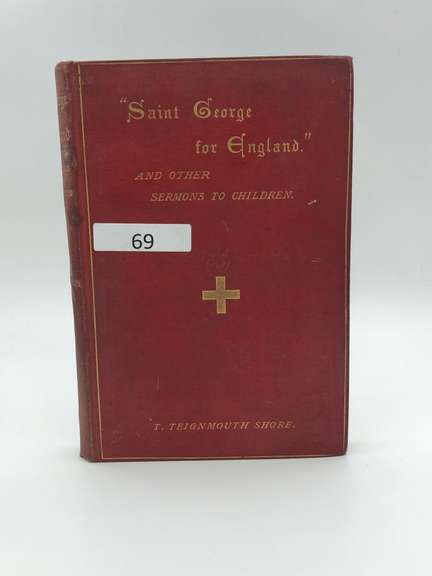 "Saint George
for England."
AND OTHER
SERMONS TO CHILDREN.
69
T. TEIGNMOUTH SHORE.